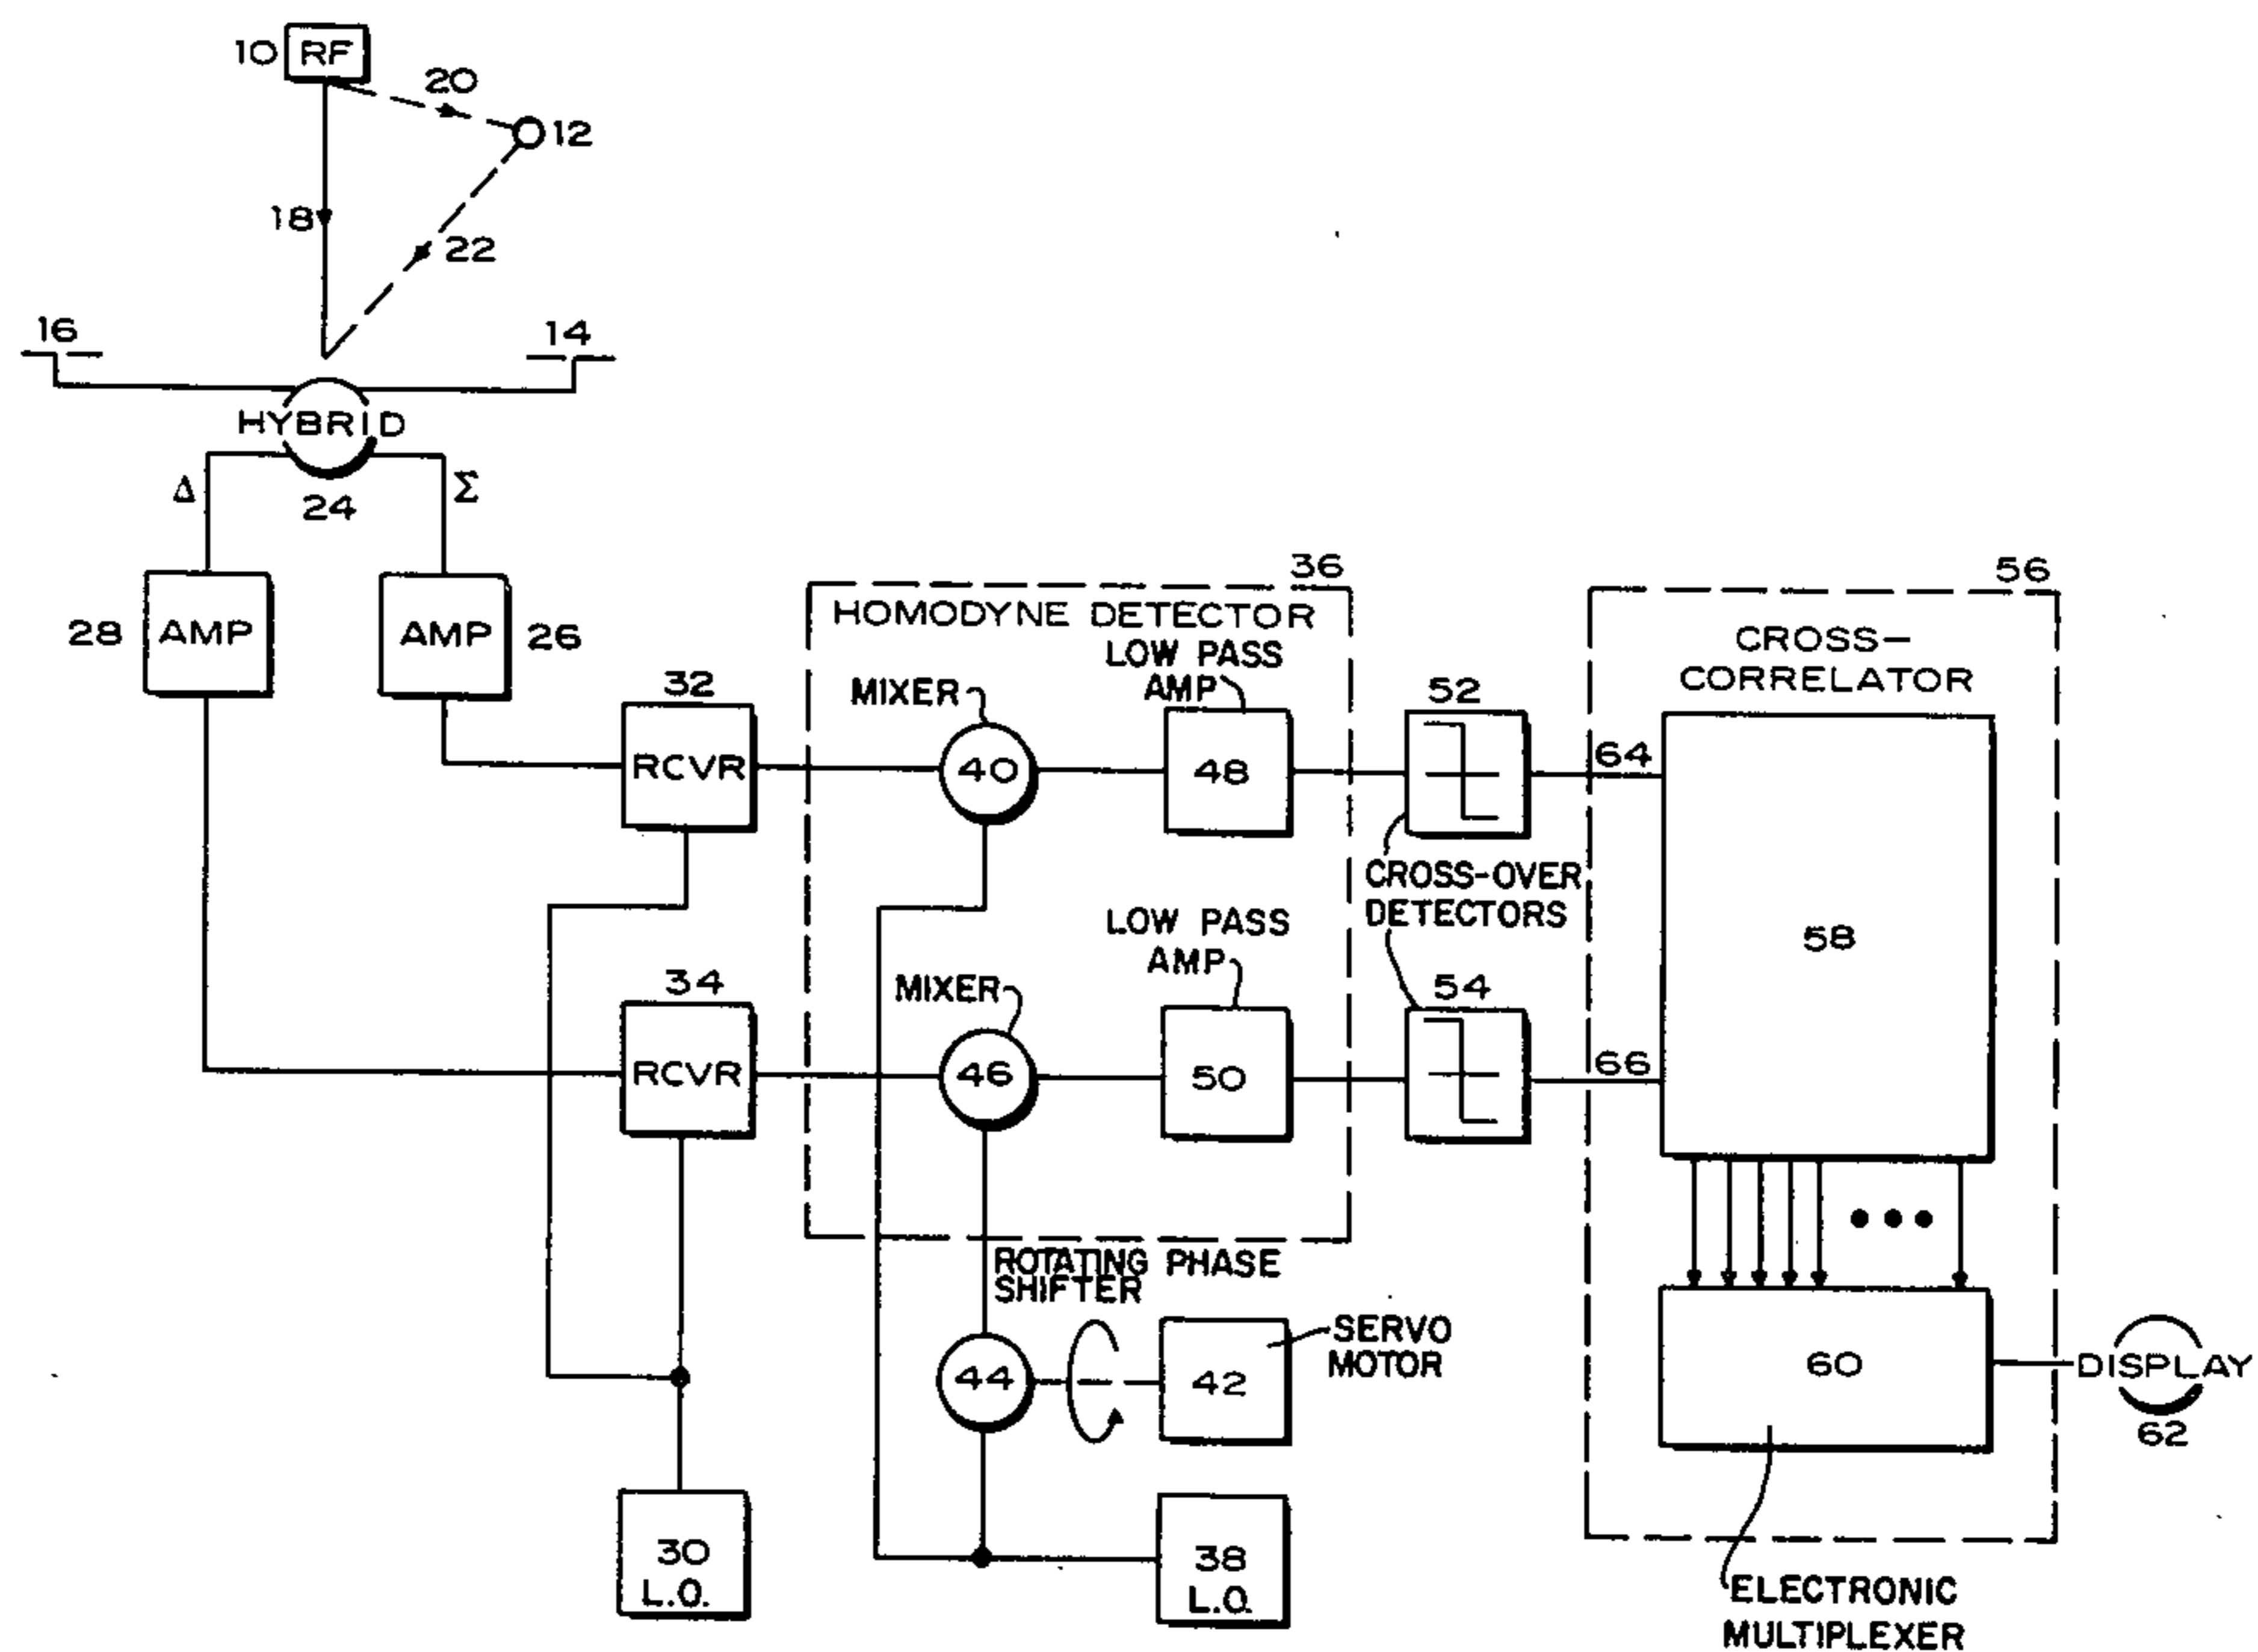 10 RF
20
12
18
22
16
14
HYBRID
Δ
Σ
24
28 AMP
AMP 26
36
HOMODYNE DETECTOR
LOW PASS
AMP
MIXER
32
RCVR
40
48
52
56
CROSS-
CORRELATOR
64
58
CROSS-OVER
DETECTORS
LOW PASS
AMP
MIXER
34
RCVR
46
50
54
66
ROTATING PHASE
SHIFTER
44
42
SERVO
MOTOR
60
DISPLAY
62
30
L.O.
38
L.O.
ELECTRONIC
MULTIPLEXER